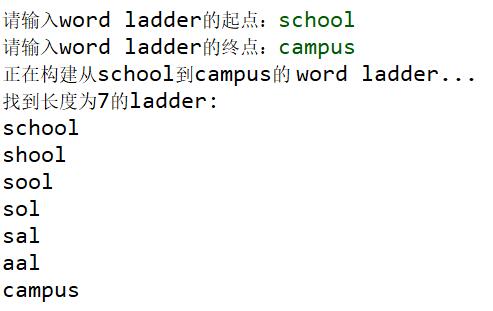 请输入word ladder的起点：school
请输入word ladder的终点：campus
正在构建从school到campus的 word ladder...
找到长度为7的ladder:
school
shool
sool
sol
sal
aal
campus